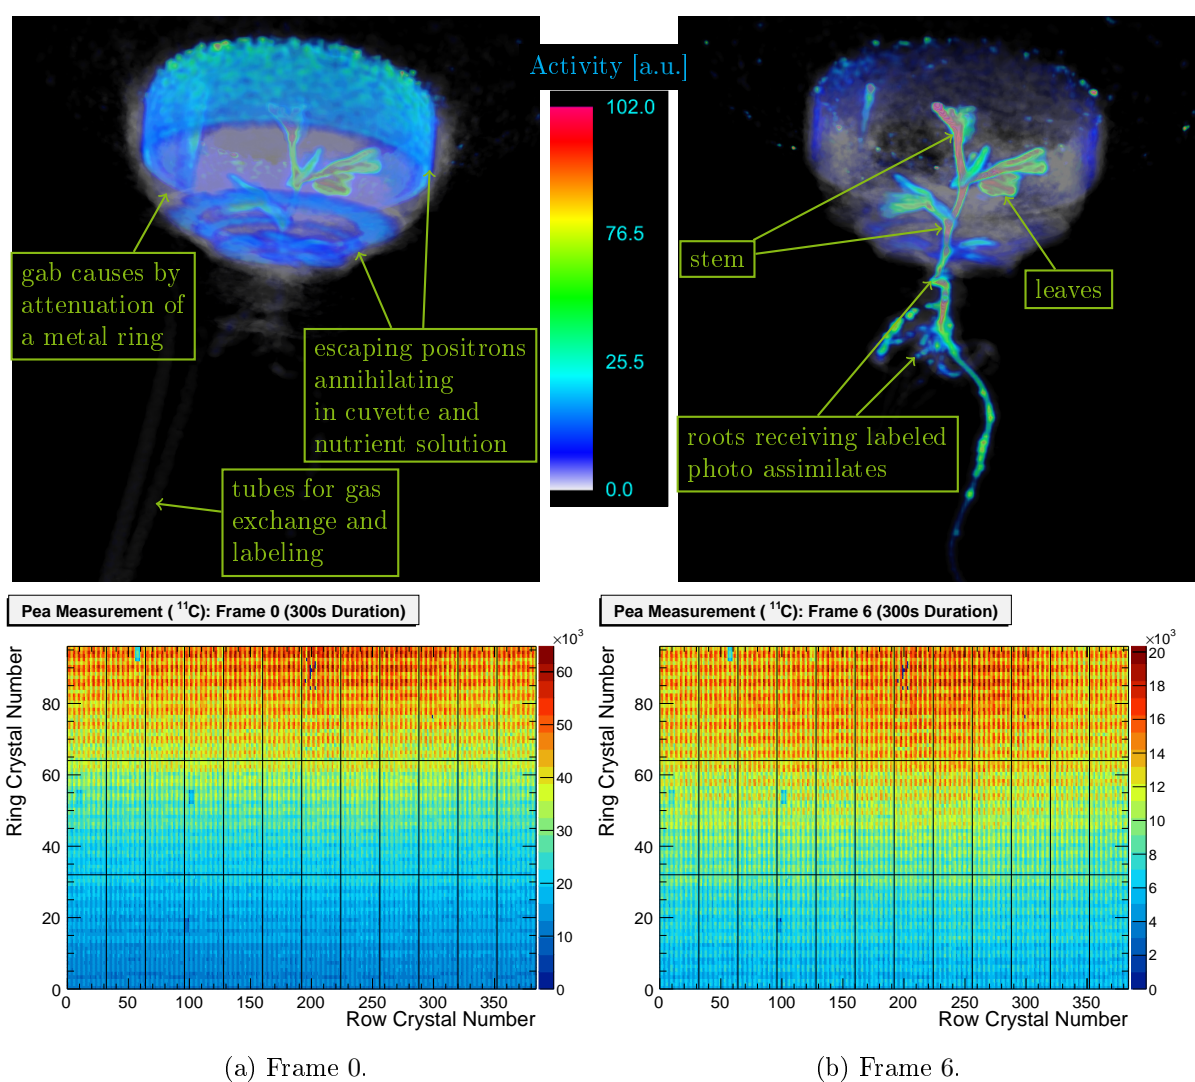 Activity [a.u.]
102.0
76.5
25.5
0.0
gab causes by
attenuation of
a metal ring
escaping positrons
annihilating
in cuvette and
nutrient solution
tubes for gas
exchange and
labeling
stem
leaves
roots receiving labeled
photo assimilates
Pea Measurement ( ¹¹C): Frame 0 (300s Duration)
×10³
Ring Crystal Number
80
60
40
20
0
0 50 100 150 200 250 300 350
Row Crystal Number
60
50
40
30
20
10
0
(a) Frame 0.
Pea Measurement ( ¹¹C): Frame 6 (300s Duration)
×10³
Ring Crystal Number
80
60
40
20
0
0 50 100 150 200 250 300 350
Row Crystal Number
20
18
16
14
12
10
8
6
4
2
0
(b) Frame 6.